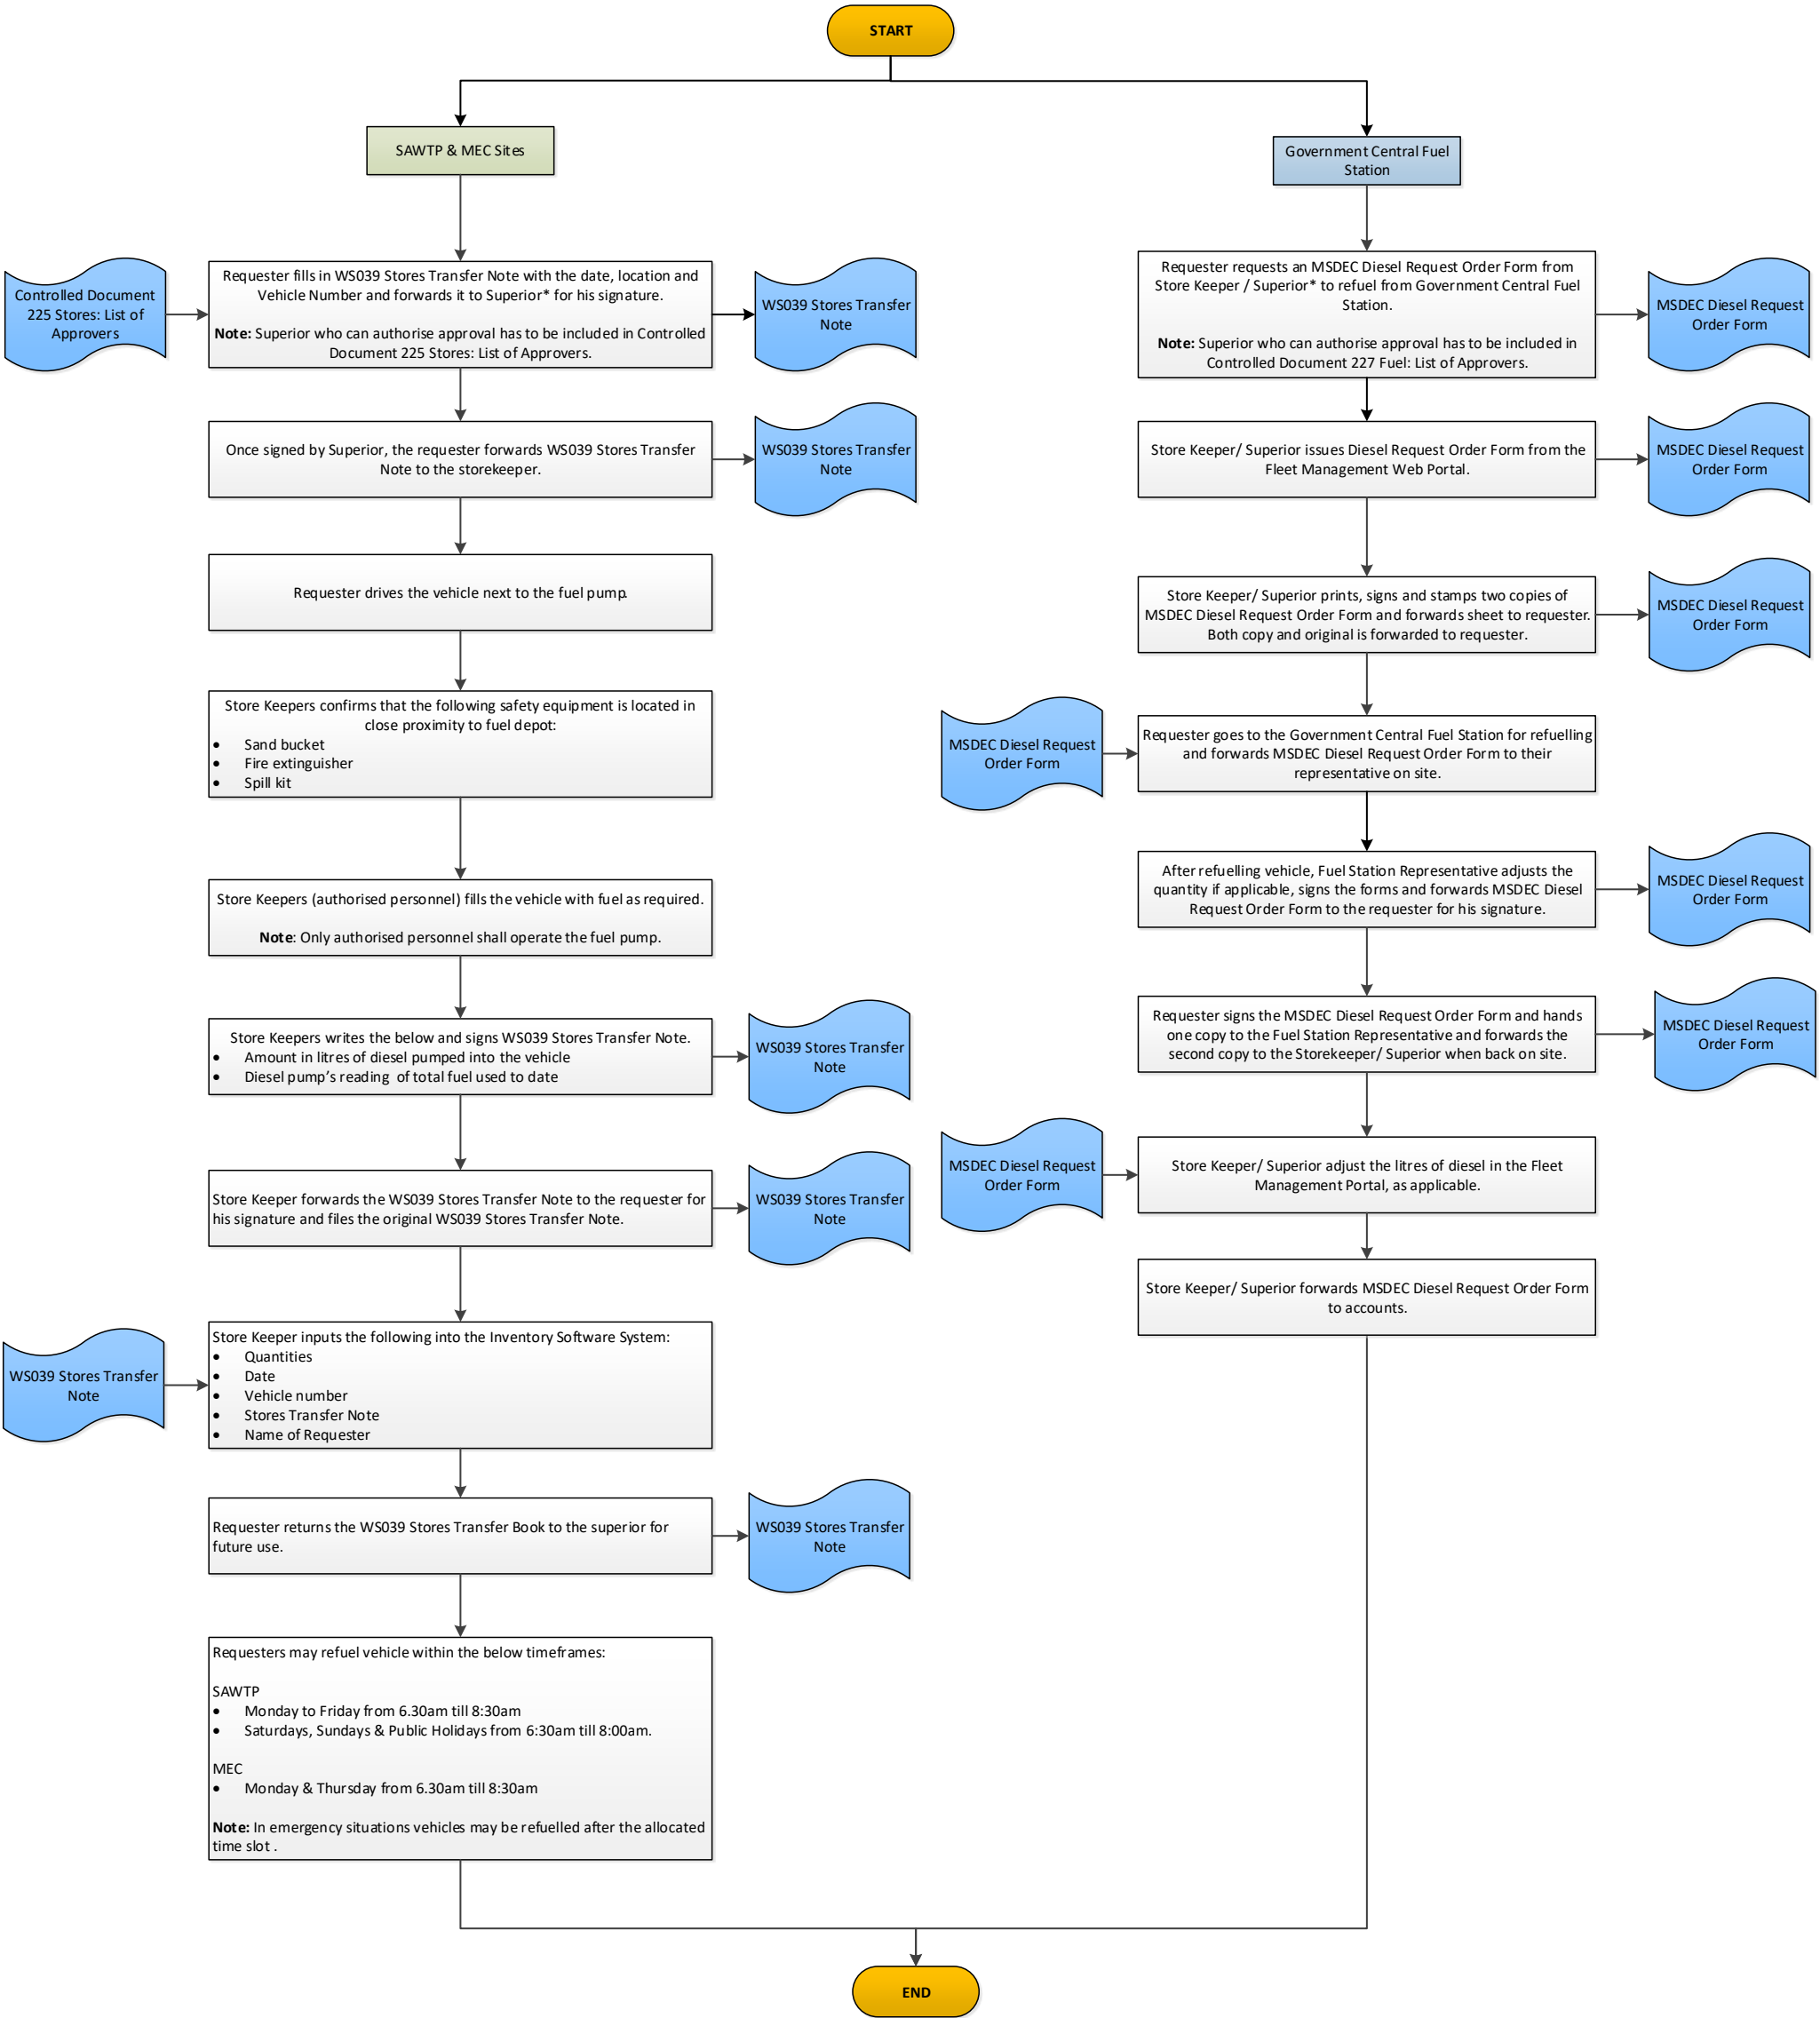 START
SAWTP & MEC Sites
Controlled Document
225 Stores: List of
Approvers
Requester fills in WS039 Stores Transfer Note with the date, location and
Vehicle Number and forwards it to Superior* for his signature.
Note: Superior who can authorise approval has to be included in Controlled
Document 225 Stores: List of Approvers.
WS039 Stores Transfer
Note
Once signed by Superior, the requester forwards WS039 Stores Transfer
Note to the storekeeper.
WS039 Stores Transfer
Note
Requester drives the vehicle next to the fuel pump.
Store Keepers confirms that the following safety equipment is located in
close proximity to fuel depot:
• Sand bucket
• Fire extinguisher
• Spill kit
Store Keepers (authorised personnel) fills the vehicle with fuel as required.
Note: Only authorised personnel shall operate the fuel pump.
Store Keepers writes the below and signs WS039 Stores Transfer Note.
• Amount in litres of diesel pumped into the vehicle
• Diesel pump's reading of total fuel used to date
WS039 Stores Transfer
Note
Store Keeper forwards the WS039 Stores Transfer Note to the requester for
his signature and files the original WS039 Stores Transfer Note.
WS039 Stores Transfer
Note
WS039 Stores Transfer
Note
Store Keeper inputs the following into the Inventory Software System:
• Quantities
• Date
• Vehicle number
• Stores Transfer Note
• Name of Requester
Requester returns the WS039 Stores Transfer Book to the superior for
future use.
WS039 Stores Transfer
Note
Requesters may refuel vehicle within the below timeframes:
SAWTP
• Monday to Friday from 6.30am till 8:30am
• Saturdays, Sundays & Public Holidays from 6:30am till 8:00am.
MEC
• Monday & Thursday from 6.30am till 8:30am
Note: In emergency situations vehicles may be refuelled after the allocated
time slot .
Government Central Fuel
Station
Requester requests an MSDEC Diesel Request Order Form from
Store Keeper / Superior* to refuel from Government Central Fuel
Station.
Note: Superior who can authorise approval has to be included in
Controlled Document 227 Fuel: List of Approvers.
MSDEC Diesel Request
Order Form
Store Keeper/ Superior issues Diesel Request Order Form from the
Fleet Management Web Portal.
MSDEC Diesel Request
Order Form
Store Keeper/ Superior prints, signs and stamps two copies of
MSDEC Diesel Request Order Form and forwards sheet to requester.
Both copy and original is forwarded to requester.
MSDEC Diesel Request
Order Form
MSDEC Diesel Request
Order Form
Requester goes to the Government Central Fuel Station for refuelling
and forwards MSDEC Diesel Request Order Form to their
representative on site.
After refuelling vehicle, Fuel Station Representative adjusts the
quantity if applicable, signs the forms and forwards MSDEC Diesel
Request Order Form to the requester for his signature.
MSDEC Diesel Request
Order Form
Requester signs the MSDEC Diesel Request Order Form and hands
one copy to the Fuel Station Representative and forwards the
second copy to the Storekeeper/ Superior when back on site.
MSDEC Diesel Request
Order Form
MSDEC Diesel Request
Order Form
Store Keeper/ Superior adjust the litres of diesel in the Fleet
Management Portal, as applicable.
Store Keeper/ Superior forwards MSDEC Diesel Request Order Form
to accounts.
END